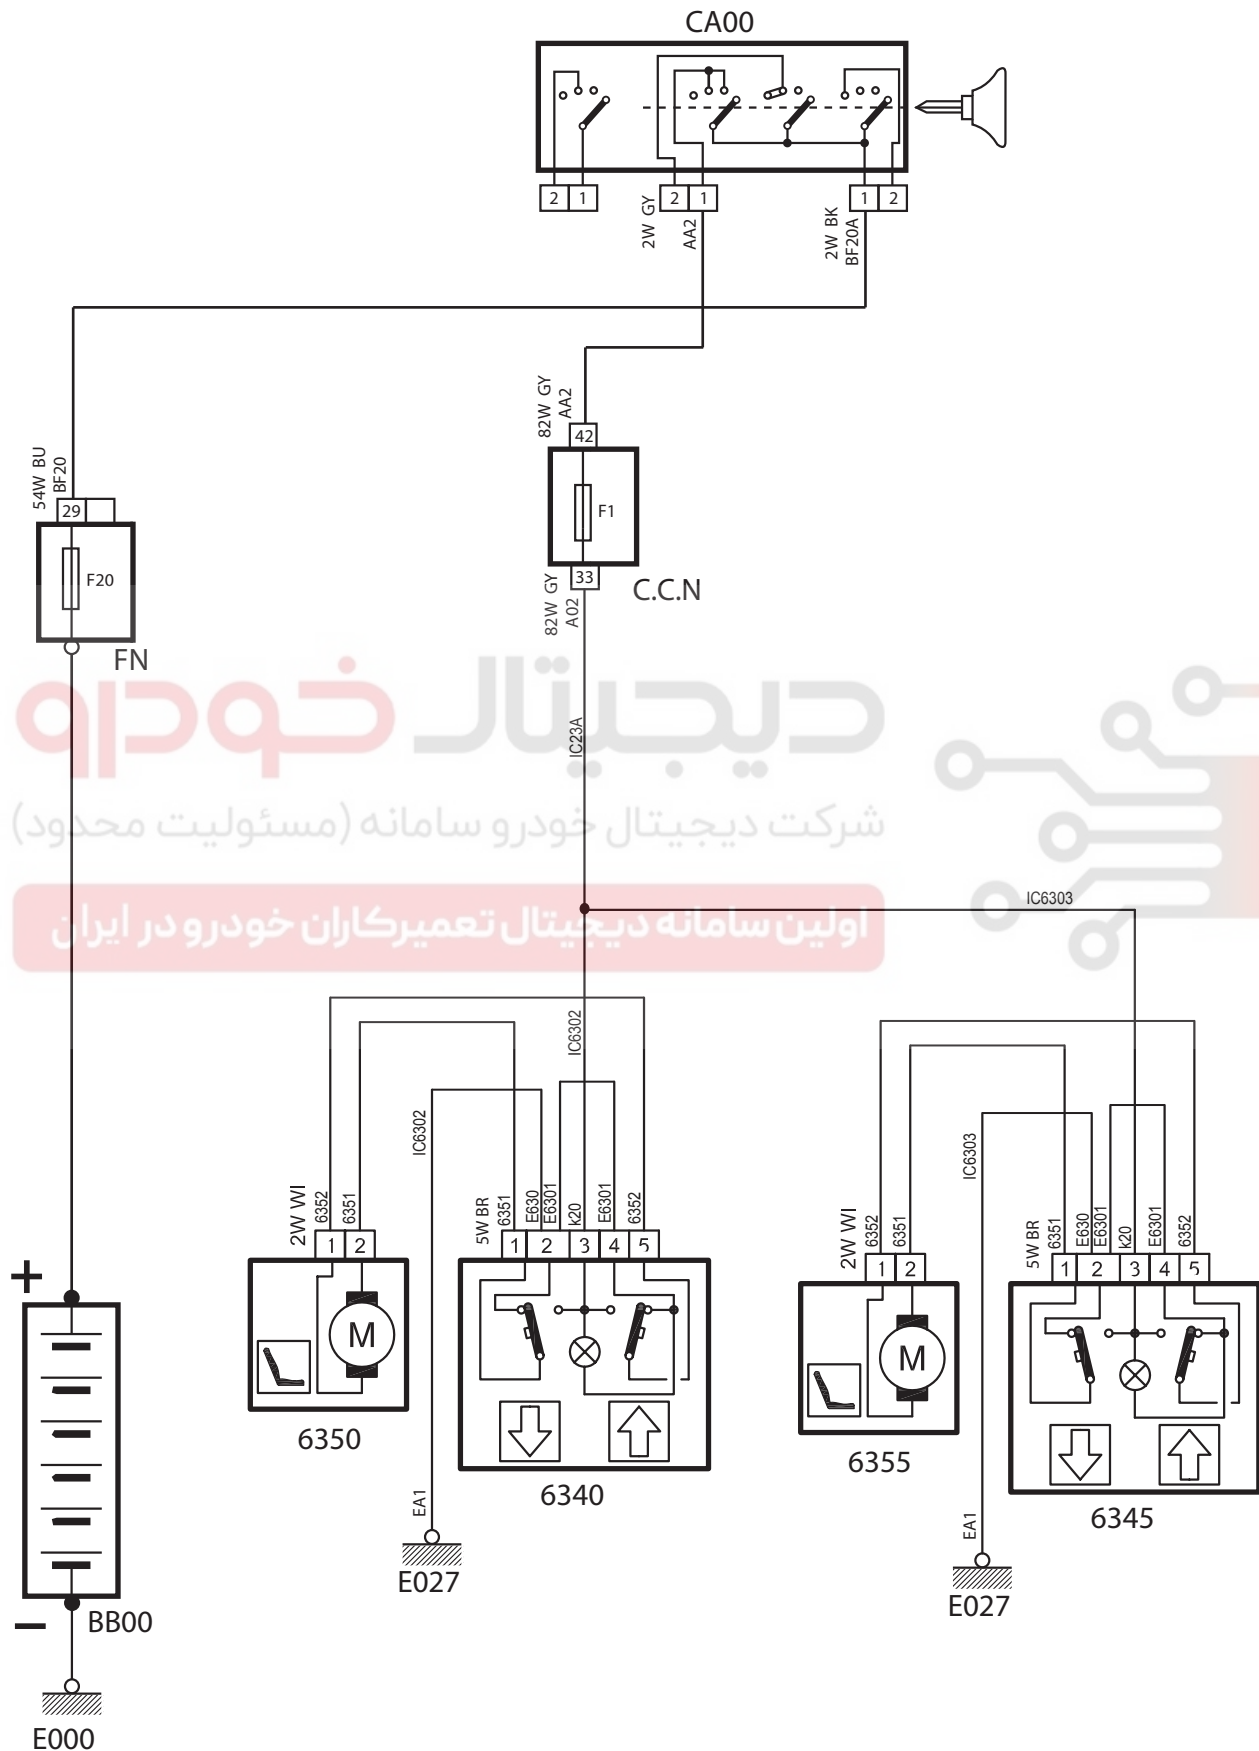 CA00
2 1 2 1 1 2
2W GY
AA2
2W BK
BF20A
82W GY
AA2
42
54W BU
BF20
29
F1
F20
33
C.C.N
82W GY
A02
FN
دیجیتال خودرو
IC23A
شرکت دیجیتال خودرو سامانه (مسئولیت محدود)
اولین سامانه دیجیتال تعمیرکاران خودرو در ایران
IC6303
IC6302
IC6302
IC6303
2W WI
6352
6351
5W BR
6351
E630
E6301
k20
E6301
6352
1 2
1 2 3 4 5
2W WI
6352
6351
5W BR
6351
E630
E6301
k20
E6301
6352
1 2
1 2 3 4 5
+
M
M
6350
6340
6355
6345
EA1
E027
EA1
E027
−
BB00
E000